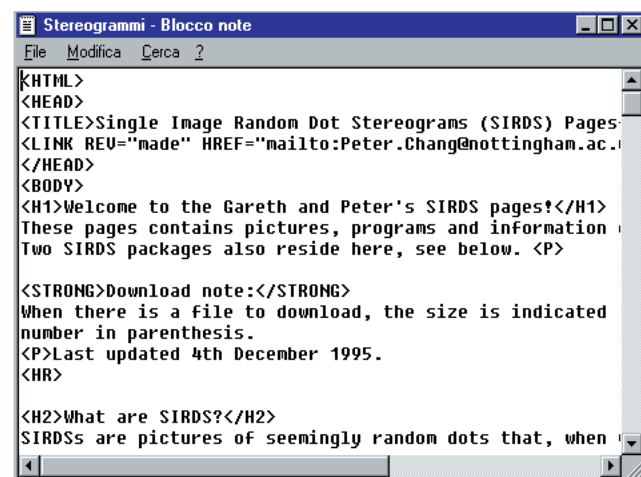 Stereogrammi - Blocco note
File Modifica Cerca ?
<HTML>
<HEAD>
<TITLE>Single Image Random Dot Stereograms (SIRDS) Pages
<LINK REV="made" HREF="mailto:Peter.Chang@nottingham.ac.
</HEAD>
<BODY>
<H1>Welcome to the Gareth and Peter's SIRDS pages!</H1>
These pages contains pictures, programs and information
Two SIRDS packages also reside here, see below. <P>
<STRONG>Download note:</STRONG>
When there is a file to download, the size is indicated
number in parenthesis.
<P>Last updated 4th December 1995.
<HR>
<H2>What are SIRDS?</H2>
SIRDSs are pictures of seemingly random dots that, when